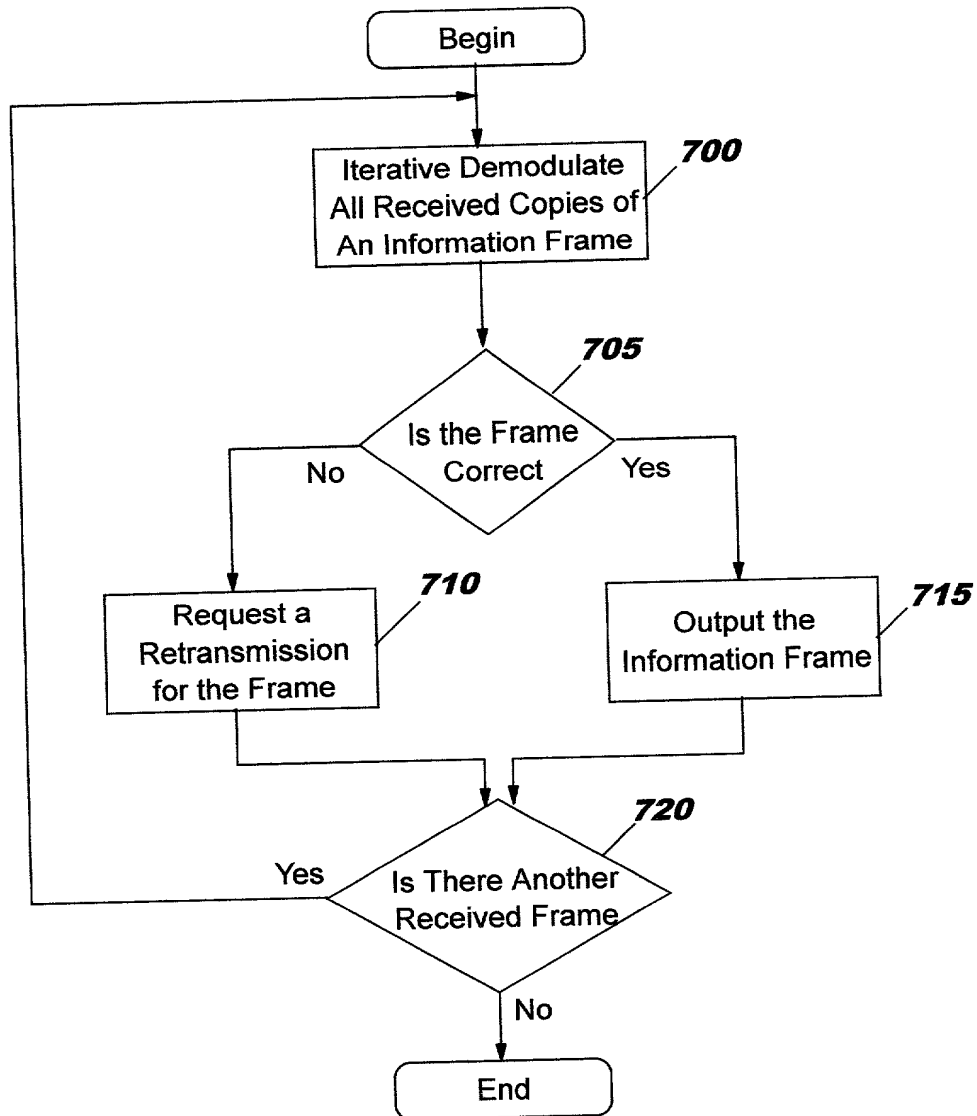 Begin
Iterative Demodulate
All Received Copies of
An Information Frame
700
705
Is the Frame
Correct
No
Yes
710
Request a
Retransmission
for the Frame
715
Output the
Information Frame
720
Yes
Is There Another
Received Frame
No
End